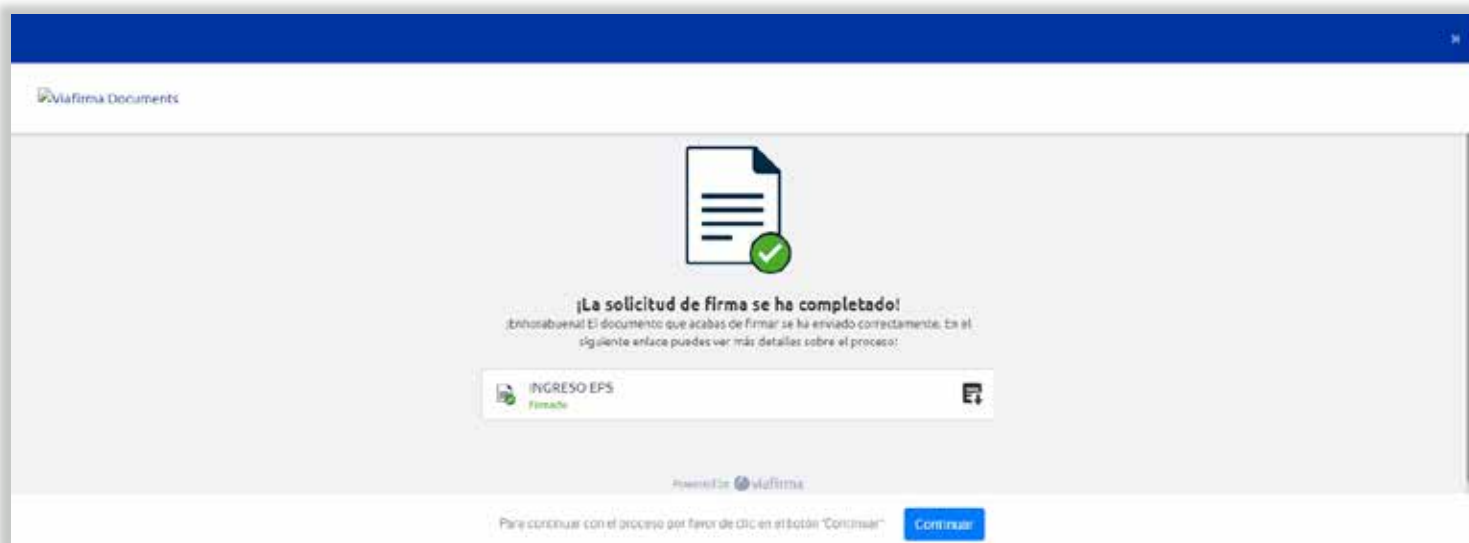 Viafirma Documents
¡La solicitud de firma se ha completado!
¡Enhorabuena! El documento que acabas de firmar se ha enviado correctamente. En el
siguiente enlace puedes ver más detalles sobre el proceso:
INGRESO EPS
Firmado
Powered by viafirma
Para continuar con el proceso por favor de clic en el botón "Continuar"
Continuar